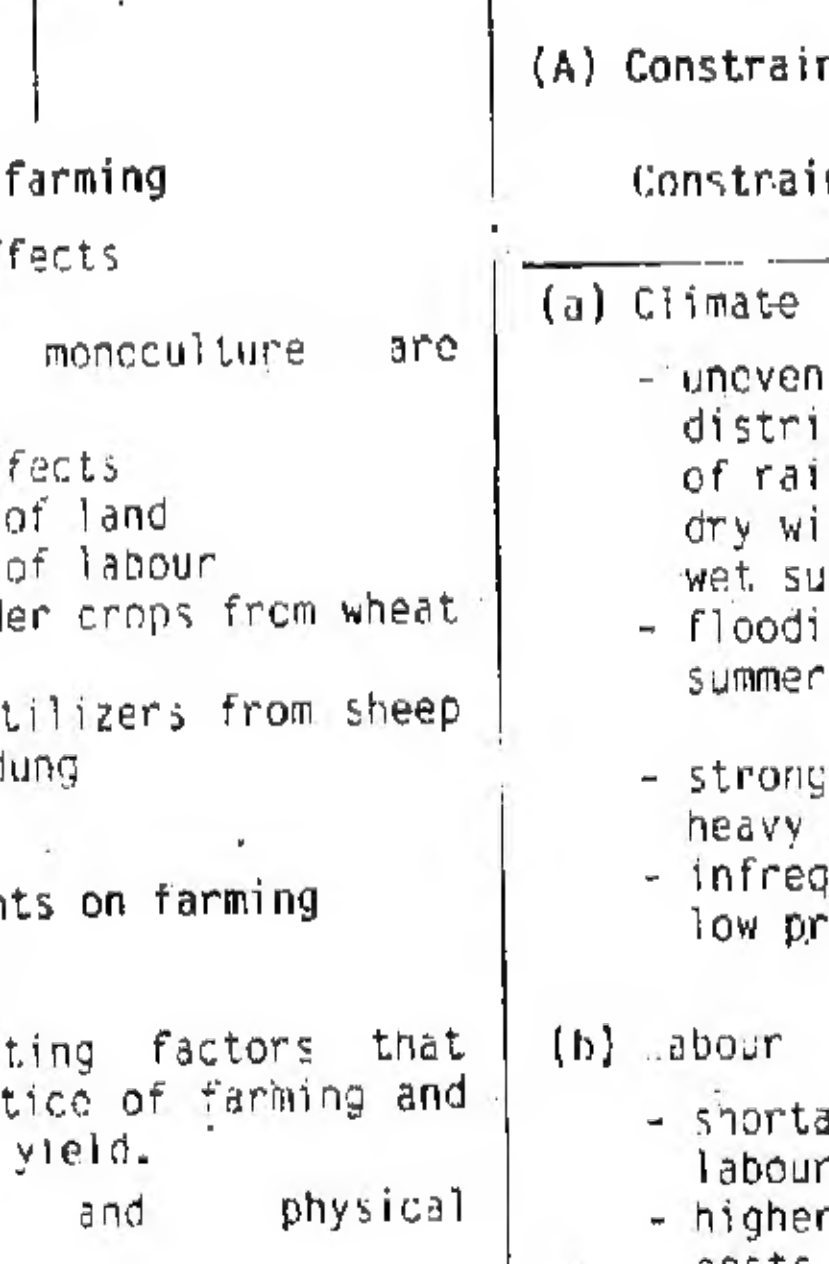 farming
ffects
monoculture are
fects
of land
of labour
der crops from wheat
tilizers from sheep
dung
nts on farming
ting factors that
tice of farming and
yield.
and physical
(A) Constrain
Constrain
(a) Climate
- uneven
distri
of rai
dry wi
wet su
- floodi
summer
- strong
heavy
- infreq
low pr
(b) abour
- shorta
labour
- higher
costs